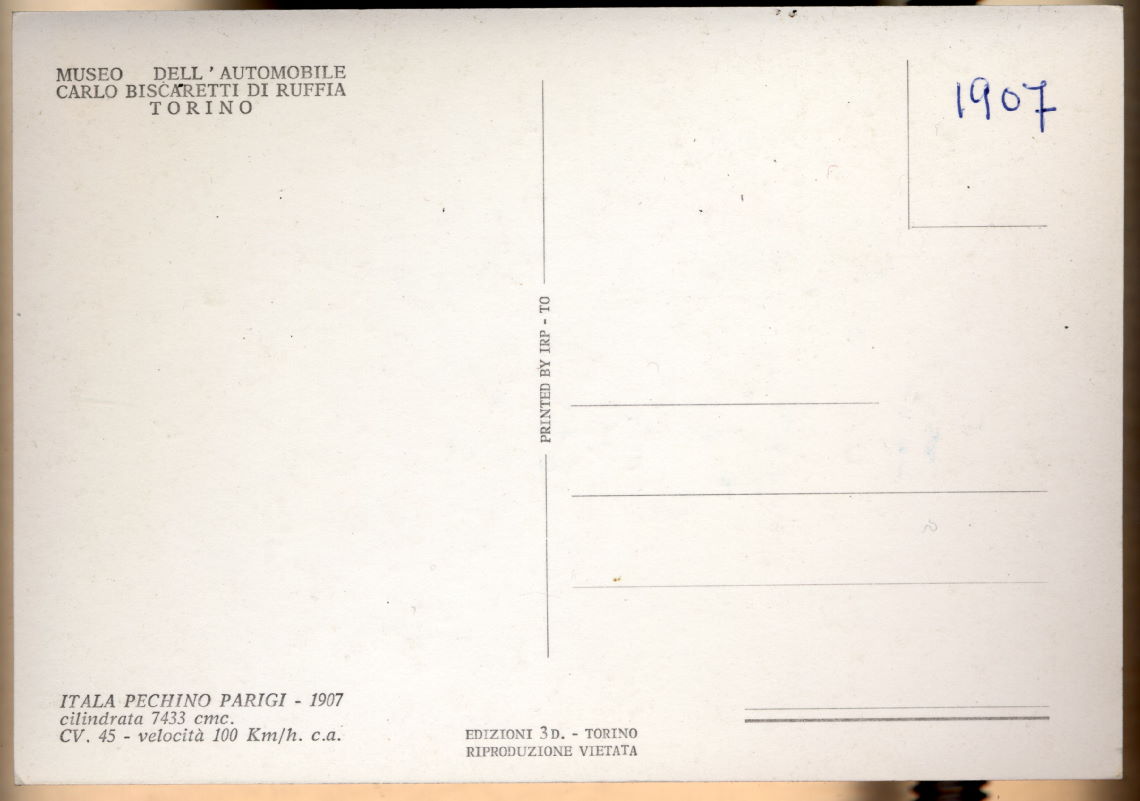 MUSEO DELL'AUTOMOBILE
CARLO BISCARETTI DI RUFFIA
TORINO
1907
PRINTED BY IRP - TO
ITALA PECHINO PARIGI - 1907
cilindrata 7433 cmc.
CV. 45 - velocità 100 Km/h. c.a.
EDIZIONI 3D. - TORINO
RIPRODUZIONE VIETATA